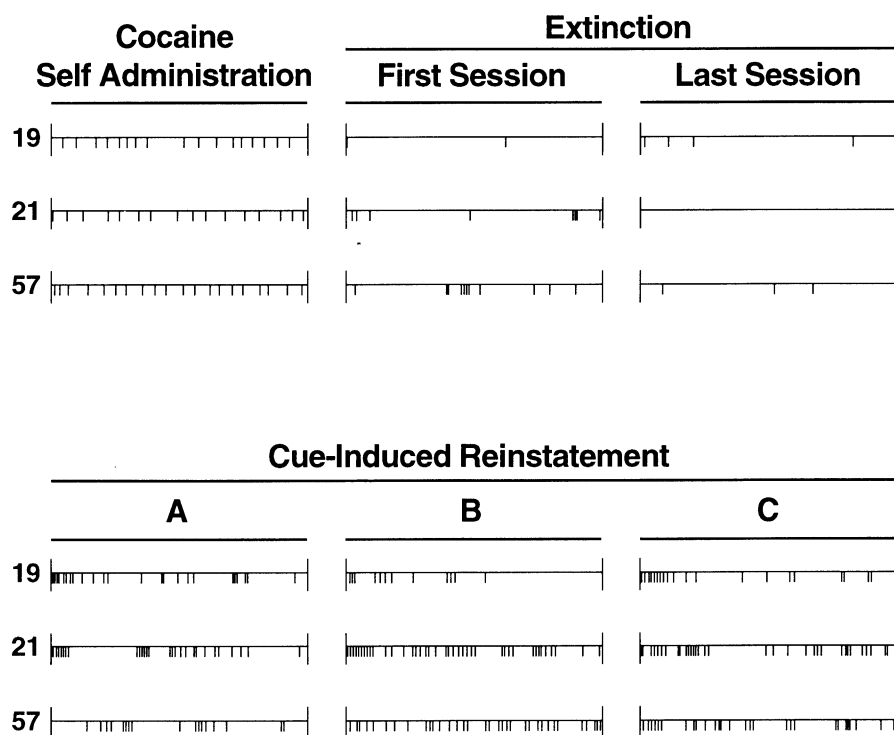 Cocaine
Self Administration
Extinction
First Session
Last Session
19
21
57
Cue-Induced Reinstatement
A
B
C
19
21
57